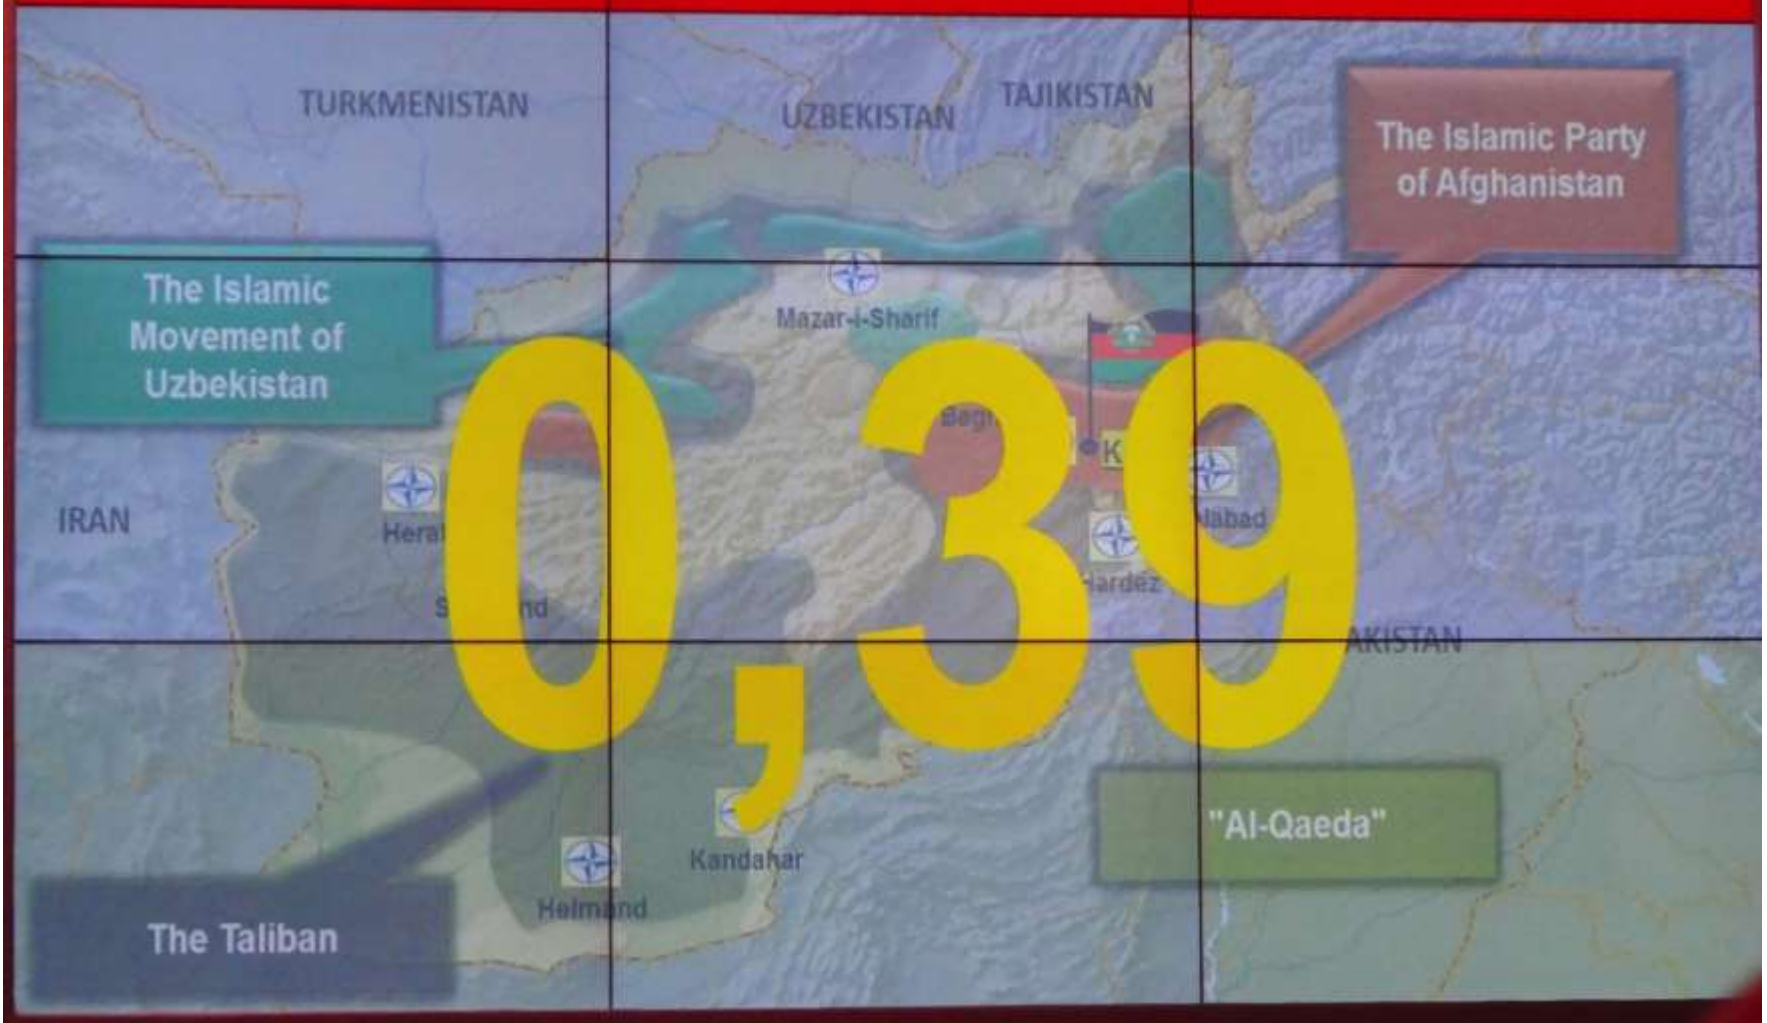 TURKMENISTAN
UZBEKISTAN
TAJIKISTAN
The Islamic Party
of Afghanistan
The Islamic
Movement of
Uzbekistan
Mazar-i-Sharif
0,39
IRAN
Kandahar
Helmand
"Al-Qaeda"
The Taliban